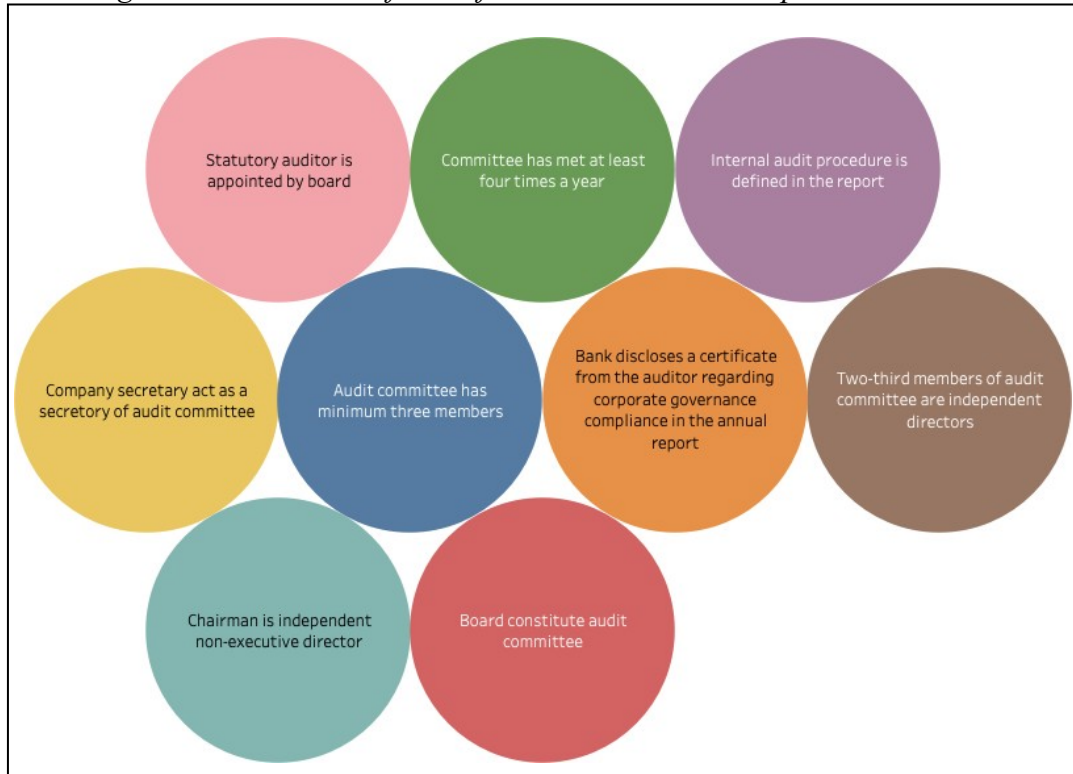 Statutory auditor is
appointed by board
Committee has met at least
four times a year
Internal audit procedure is
defined in the report
Company secretary act as a
secretory of audit committee
Audit committee has
minimum three members
Bank discloses a certificate
from the auditor regarding
corporate governance
compliance in the annual
report
Two-third members of audit
committee are independent
directors
Chairman is independent
non-executive director
Board constitute audit
committee